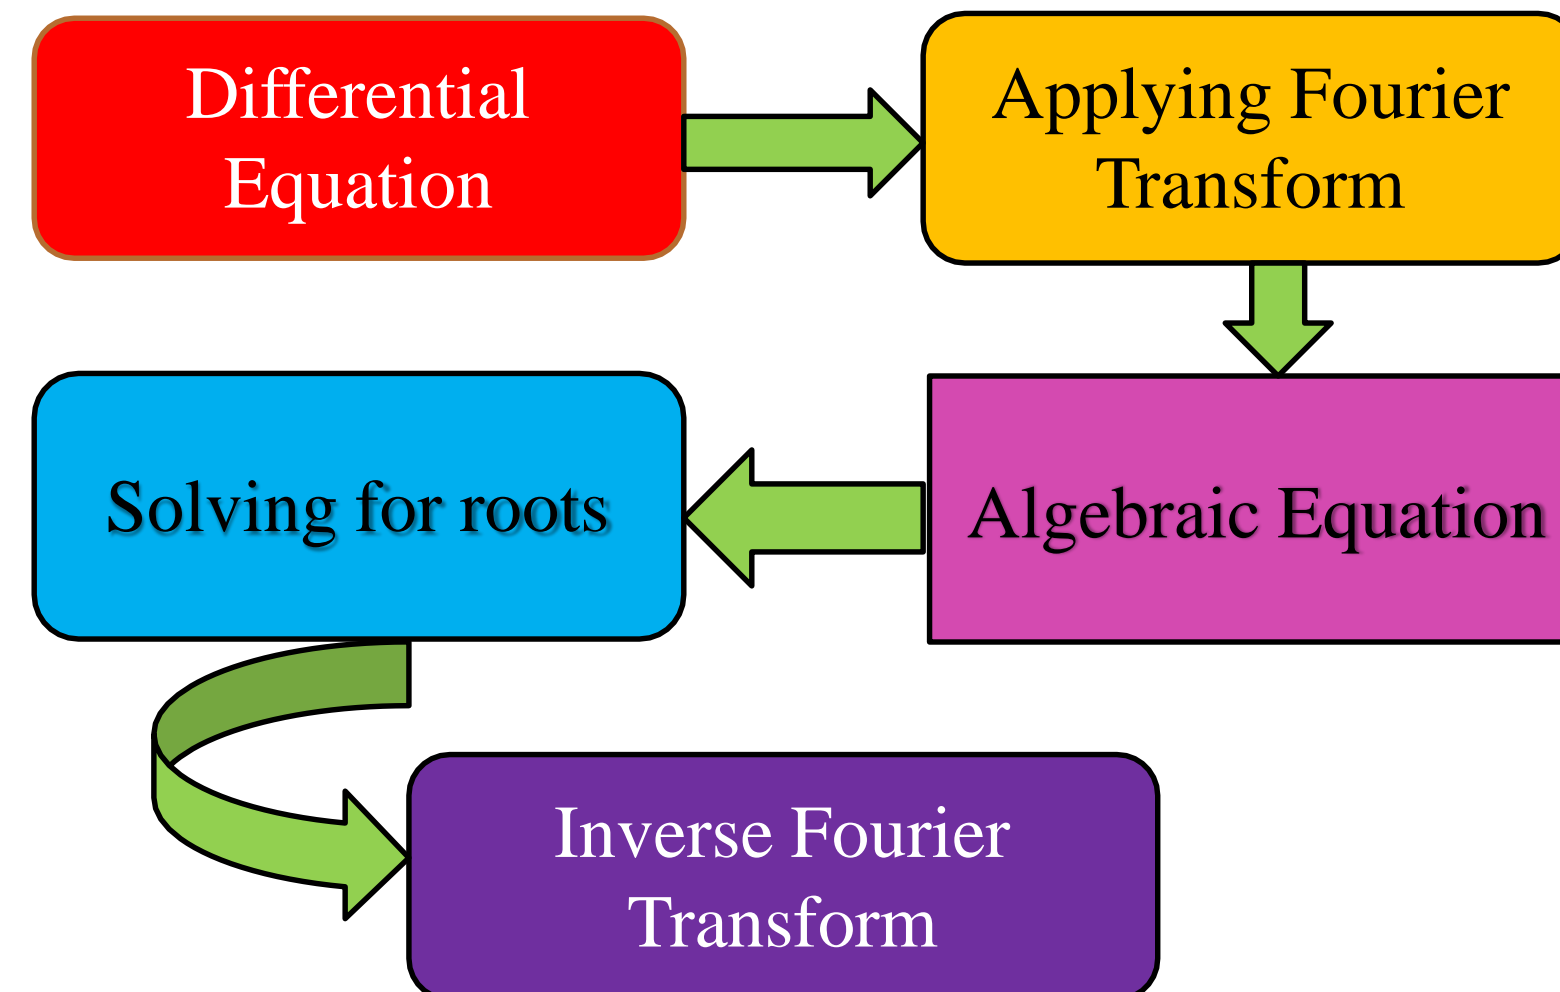 Differential
Equation
Applying Fourier
Transform
Solving for roots
Algebraic Equation
Inverse Fourier
Transform